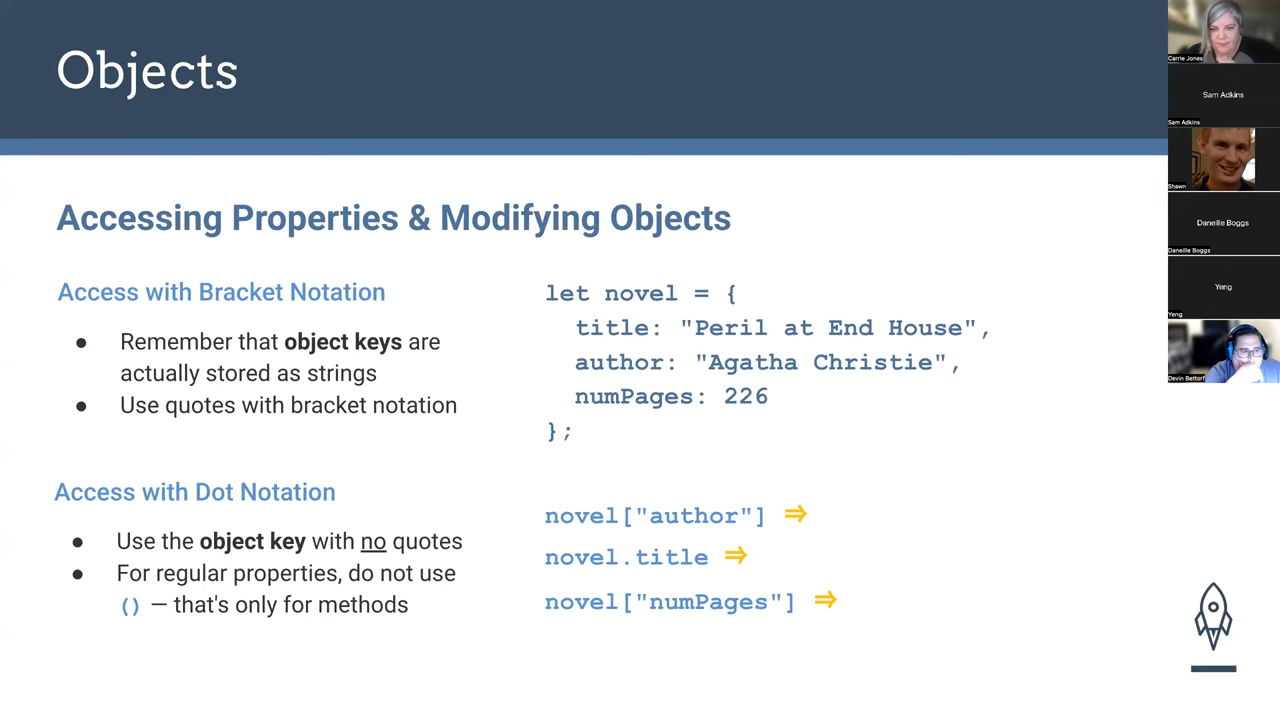 Objects
Accessing Properties & Modifying Objects
Access with Bracket Notation
● Remember that object keys are
actually stored as strings
● Use quotes with bracket notation
Access with Dot Notation
● Use the object key with no quotes
● For regular properties, do not use
() — that's only for methods
let novel = {
title: "Peril at End House",
author: "Agatha Christie",
numPages: 226
};
novel["author"] ⇒
novel.title ⇒
novel["numPages"] ⇒
Carrie Jones
Sam Adkins
Sam Adkins
Shawn
Daneille Boggs
Daneille Boggs
Yeng
Yeng
Devin Bettorf